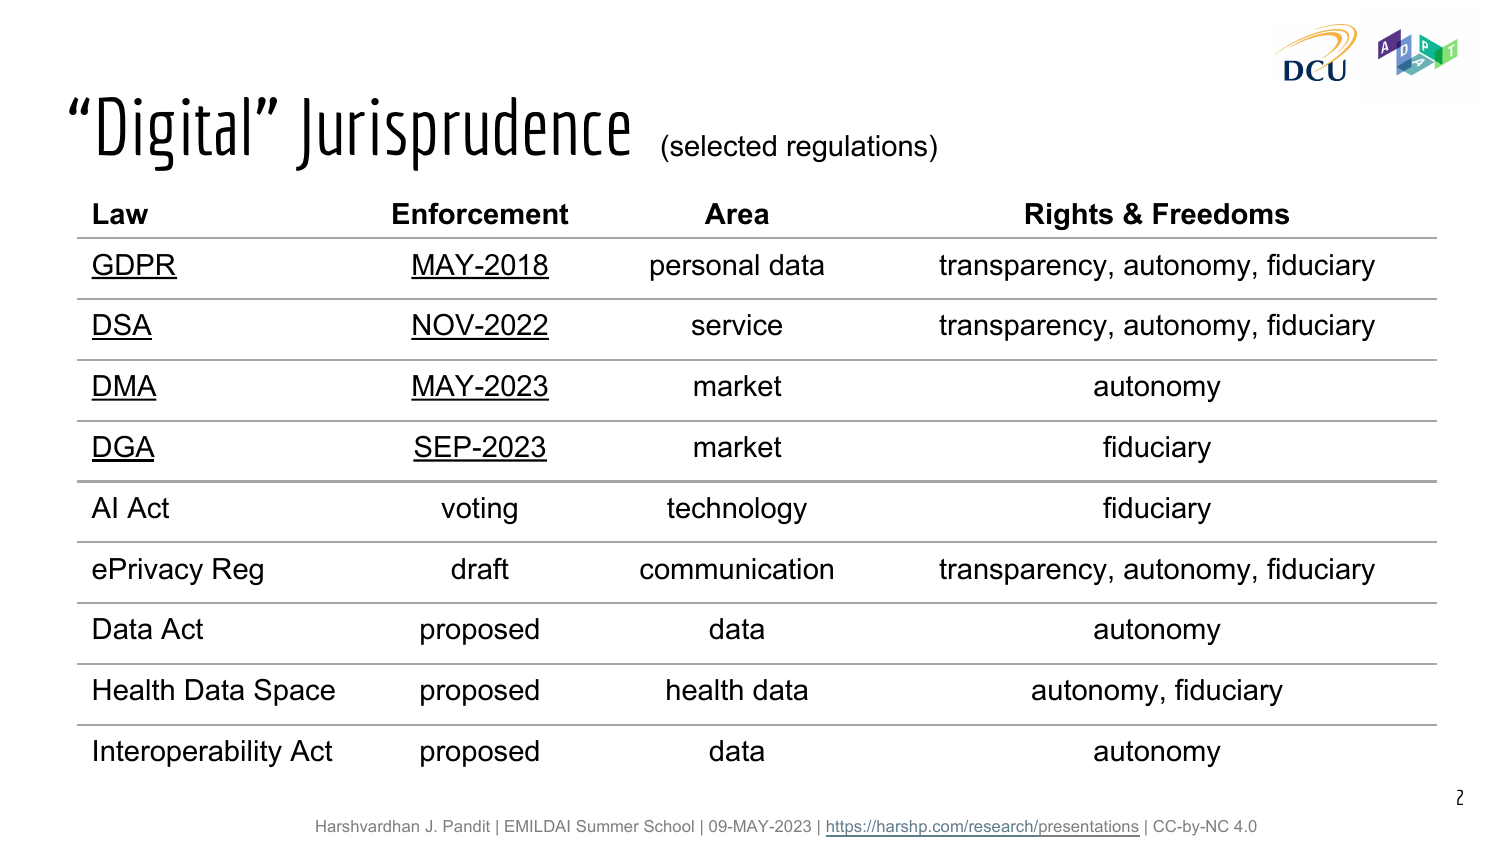 DCU
ADAPT
“Digital” Jurisprudence (selected regulations)
Law Enforcement Area Rights & Freedoms
GDPR MAY-2018 personal data transparency, autonomy, fiduciary
DSA NOV-2022 service transparency, autonomy, fiduciary
DMA MAY-2023 market autonomy
DGA SEP-2023 market fiduciary
AI Act voting technology fiduciary
ePrivacy Reg draft communication transparency, autonomy, fiduciary
Data Act proposed data autonomy
Health Data Space proposed health data autonomy, fiduciary
Interoperability Act proposed data autonomy
2
Harshvardhan J. Pandit | EMILDAI Summer School | 09-MAY-2023 | https://harshp.com/research/presentations | CC-by-NC 4.0